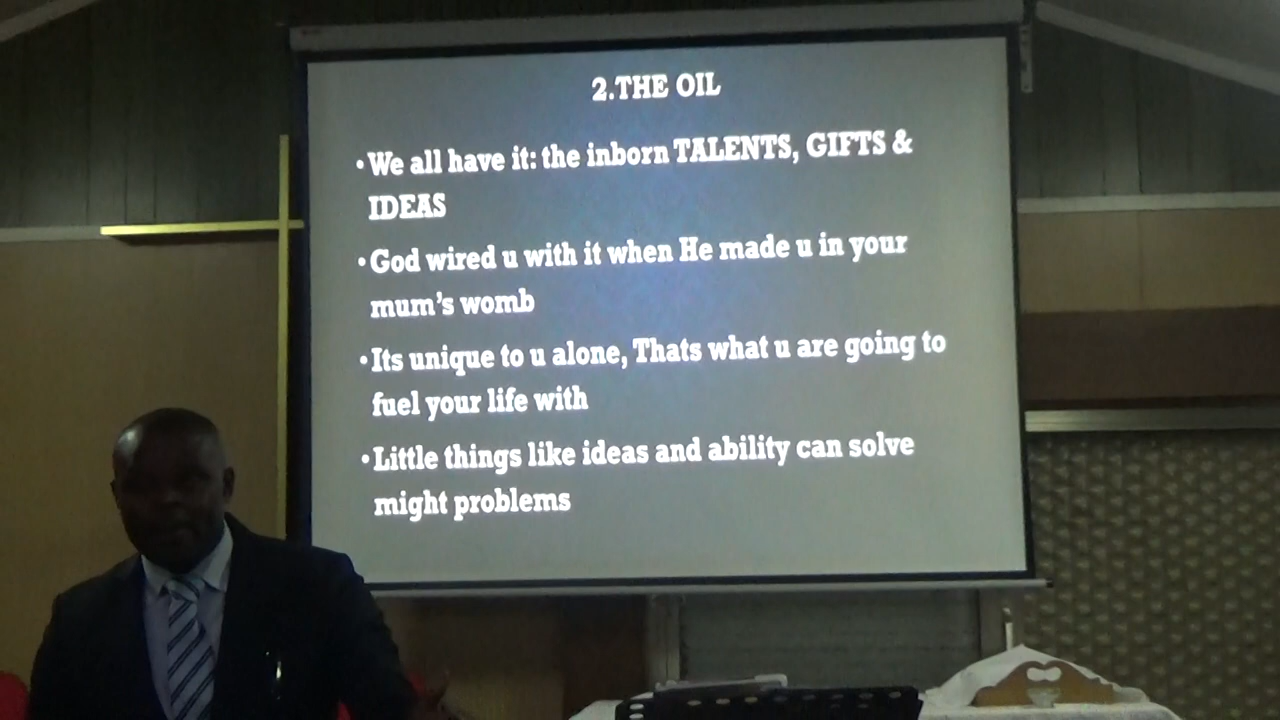 2.THE OIL
• We all have it: the inborn TALENTS, GIFTS &
IDEAS
• God wired u with it when He made u in your
mum's womb
• Its unique to u alone, Thats what u are going to
fuel your life with
• Little things like ideas and ability can solve
might problems